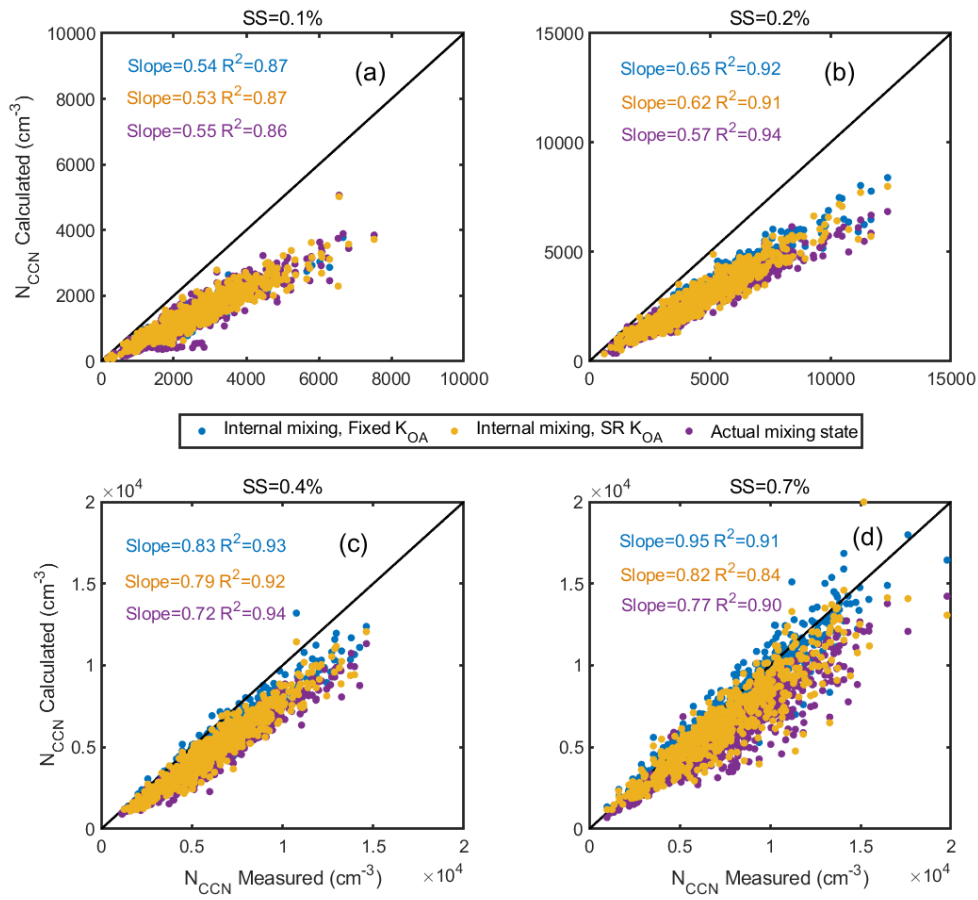 SS=0.1%
10000
8000
6000
4000
2000
0
0 2000 4000 6000 8000 10000
N_CCN Calculated (cm⁻³)
Slope=0.54 R²=0.87
Slope=0.53 R²=0.87
Slope=0.55 R²=0.86
(a)
SS=0.2%
15000
10000
5000
0
0 5000 10000 15000
Slope=0.65 R²=0.92
Slope=0.62 R²=0.91
Slope=0.57 R²=0.94
(b)
Internal mixing, Fixed K_OA Internal mixing, SR K_OA Actual mixing state
SS=0.4%
× 10⁴
2
1.5
1
0.5
0
0 0.5 1 1.5 2
× 10⁴
N_CCN Calculated (cm⁻³)
N_CCN Measured (cm⁻³)
Slope=0.83 R²=0.93
Slope=0.79 R²=0.92
Slope=0.72 R²=0.94
(c)
SS=0.7%
× 10⁴
2
1.5
1
0.5
0
0 0.5 1 1.5 2
× 10⁴
N_CCN Measured (cm⁻³)
Slope=0.95 R²=0.91
Slope=0.82 R²=0.84
Slope=0.77 R²=0.90
(d)